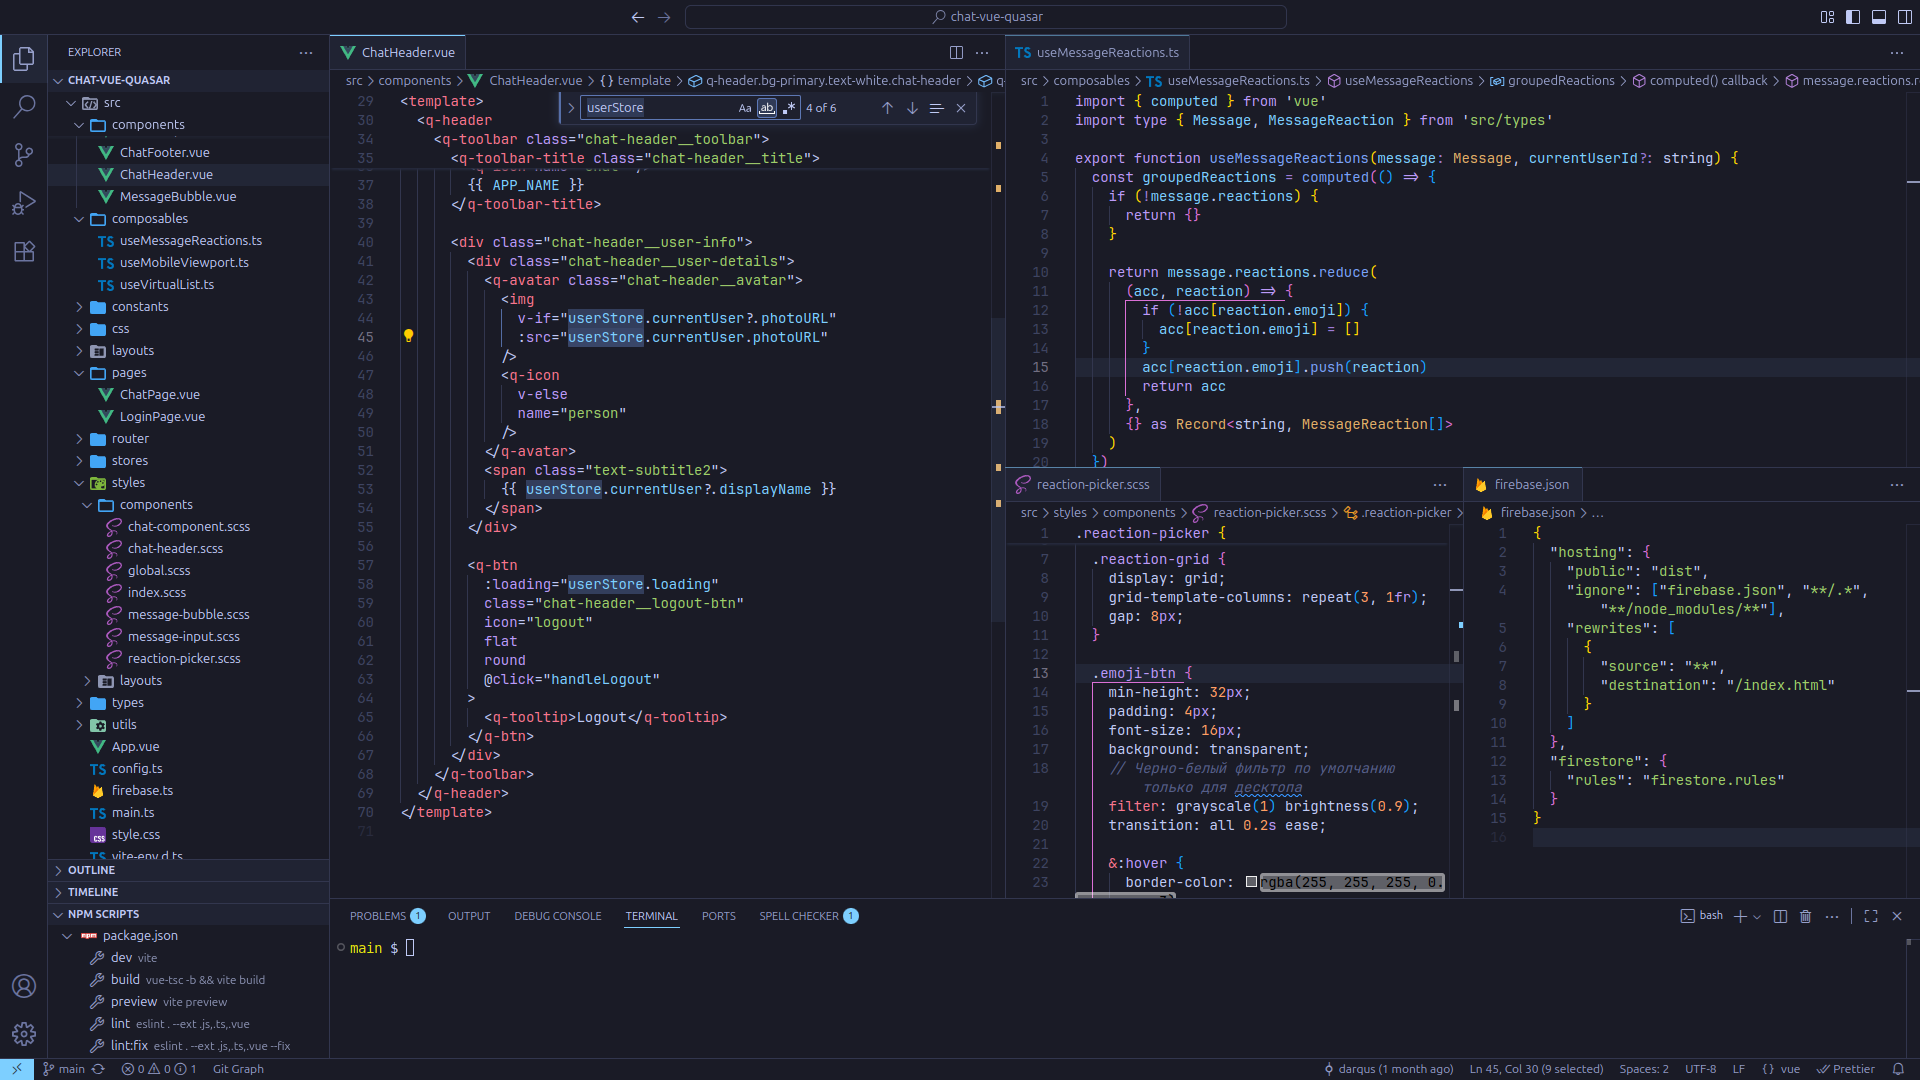 chat-vue-quasar
EXPLORER
CHAT-VUE-QUASAR
src
components
ChatFooter.vue
ChatHeader.vue
MessageBubble.vue
composables
useMessageReactions.ts
useMobileViewport.ts
useVirtualList.ts
constants
css
layouts
pages
ChatPage.vue
LoginPage.vue
router
stores
styles
components
chat-component.scss
chat-header.scss
global.scss
index.scss
message-bubble.scss
message-input.scss
reaction-picker.scss
layouts
types
utils
App.vue
config.ts
firebase.ts
main.ts
style.css
vite-env.d.ts
OUTLINE
TIMELINE
NPM SCRIPTS
package.json
dev vite
build vue-tsc -b && vite build
preview vite preview
lint eslint . --ext .js,.ts,.vue
lint:fix eslint . --ext .js,.ts,.vue --fix
ChatHeader.vue
src > components > ChatHeader.vue > {} template > q-header.bg-primary.text-white.chat-header > q-
userStore Aa ab .* 4 of 6
29 <template>
30 <q-header
34 <q-toolbar class="chat-header__toolbar">
35 <q-toolbar-title class="chat-header__title">
37 {{ APP_NAME }}
38 </q-toolbar-title>
39
40 <div class="chat-header__user-info">
41 <div class="chat-header__user-details">
42 <q-avatar class="chat-header__avatar">
43 <img
44 v-if="userStore.currentUser?.photoURL"
45 :src="userStore.currentUser.photoURL"
46 />
47 <q-icon
48 v-else
49 name="person"
50 />
51 </q-avatar>
52 <span class="text-subtitle2">
53 {{ userStore.currentUser?.displayName }}
54 </span>
55 </div>
56
57 <q-btn
58 :loading="userStore.loading"
59 class="chat-header__logout-btn"
60 icon="logout"
61 flat
62 round
63 @click="handleLogout"
64 >
65 <q-tooltip>Logout</q-tooltip>
66 </q-btn>
67 </div>
68 </q-toolbar>
69 </q-header>
70 </template>
71
TS useMessageReactions.ts
src > composables > TS useMessageReactions.ts > useMessageReactions > groupedReactions > computed() callback > message.reactions.r
1 import { computed } from 'vue'
2 import type { Message, MessageReaction } from 'src/types'
3
4 export function useMessageReactions(message: Message, currentUserId?: string) {
5 const groupedReactions = computed(() => {
6 if (!message.reactions) {
7 return {}
8 }
9
10 return message.reactions.reduce(
11 (acc, reaction) => {
12 if (!acc[reaction.emoji]) {
13 acc[reaction.emoji] = []
14 }
15 acc[reaction.emoji].push(reaction)
16 return acc
17 },
18 {} as Record<string, MessageReaction[]>
19 )
20 })
reaction-picker.scss
src > styles > components > reaction-picker.scss > .reaction-picker >
1 .reaction-picker {
7 .reaction-grid {
8 display: grid;
9 grid-template-columns: repeat(3, 1fr);
10 gap: 8px;
11 }
12
13 .emoji-btn {
14 min-height: 32px;
15 padding: 4px;
16 font-size: 16px;
17 background: transparent;
18 // Черно-белый фильтр по умолчанию
только для десктопа
19 filter: grayscale(1) brightness(0.9);
20 transition: all 0.2s ease;
21
22 &:hover {
23 border-color: rgba(255, 255, 255, 0.
firebase.json
firebase.json > ...
1 {
2 "hosting": {
3 "public": "dist",
4 "ignore": ["firebase.json", "**/.*",
"**/node_modules/**"],
5 "rewrites": [
6 {
7 "source": "**",
8 "destination": "/index.html"
9 }
10 ]
11 },
12 "firestore": {
13 "rules": "firestore.rules"
14 }
15 }
16
PROBLEMS 1 OUTPUT DEBUG CONSOLE TERMINAL PORTS SPELL CHECKER 1
bash
main $
main 0 0 1 Git Graph
darqus (1 month ago) Ln 45, Col 30 (9 selected) Spaces: 2 UTF-8 LF {} vue Prettier